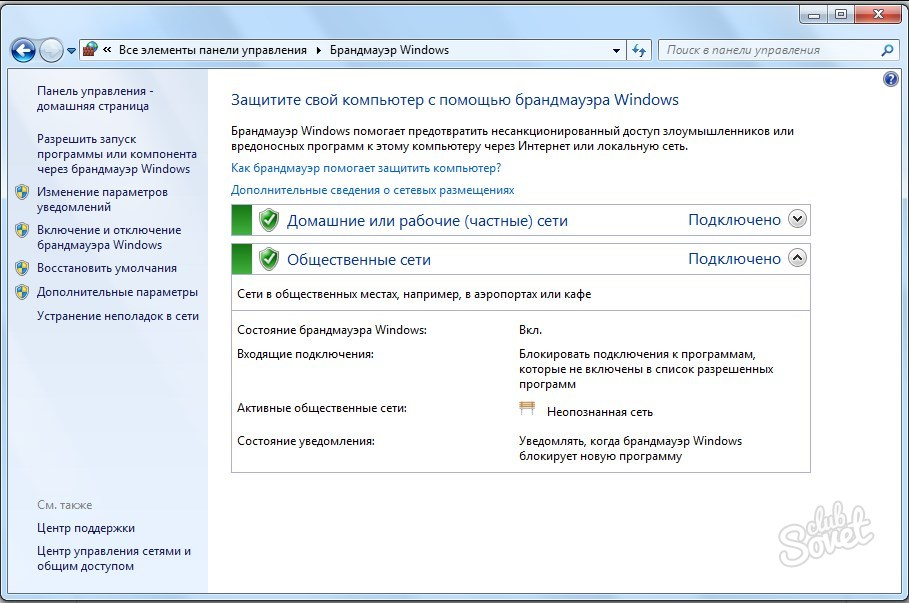 « Все элементы панели управления ▸ Брандмауэр Windows
Поиск в панели управления
Панель управления -
домашняя страница
Разрешить запуск
программы или компонента
через брандмауэр Windows
Изменение параметров
уведомлений
Включение и отключение
брандмауэра Windows
Восстановить умолчания
Дополнительные параметры
Устранение неполадок в сети
См. также
Центр поддержки
Центр управления сетями и
общим доступом
Защитите свой компьютер с помощью брандмауэра Windows
Брандмауэр Windows помогает предотвратить несанкционированный доступ злоумышленников или
вредоносных программ к этому компьютеру через Интернет или локальную сеть.
Как брандмауэр помогает защитить компьютер?
Дополнительные сведения о сетевых размещениях
Домашние или рабочие (частные) сети Подключено
Общественные сети Подключено
Сети в общественных местах, например, в аэропортах или кафе
Состояние брандмауэра Windows: Вкл.
Входящие подключения: Блокировать подключения к программам,
которые не включены в список разрешенных
программ
Активные общественные сети: Неопознанная сеть
Состояние уведомления: Уведомлять, когда брандмауэр Windows
блокирует новую программу
club
Sovet